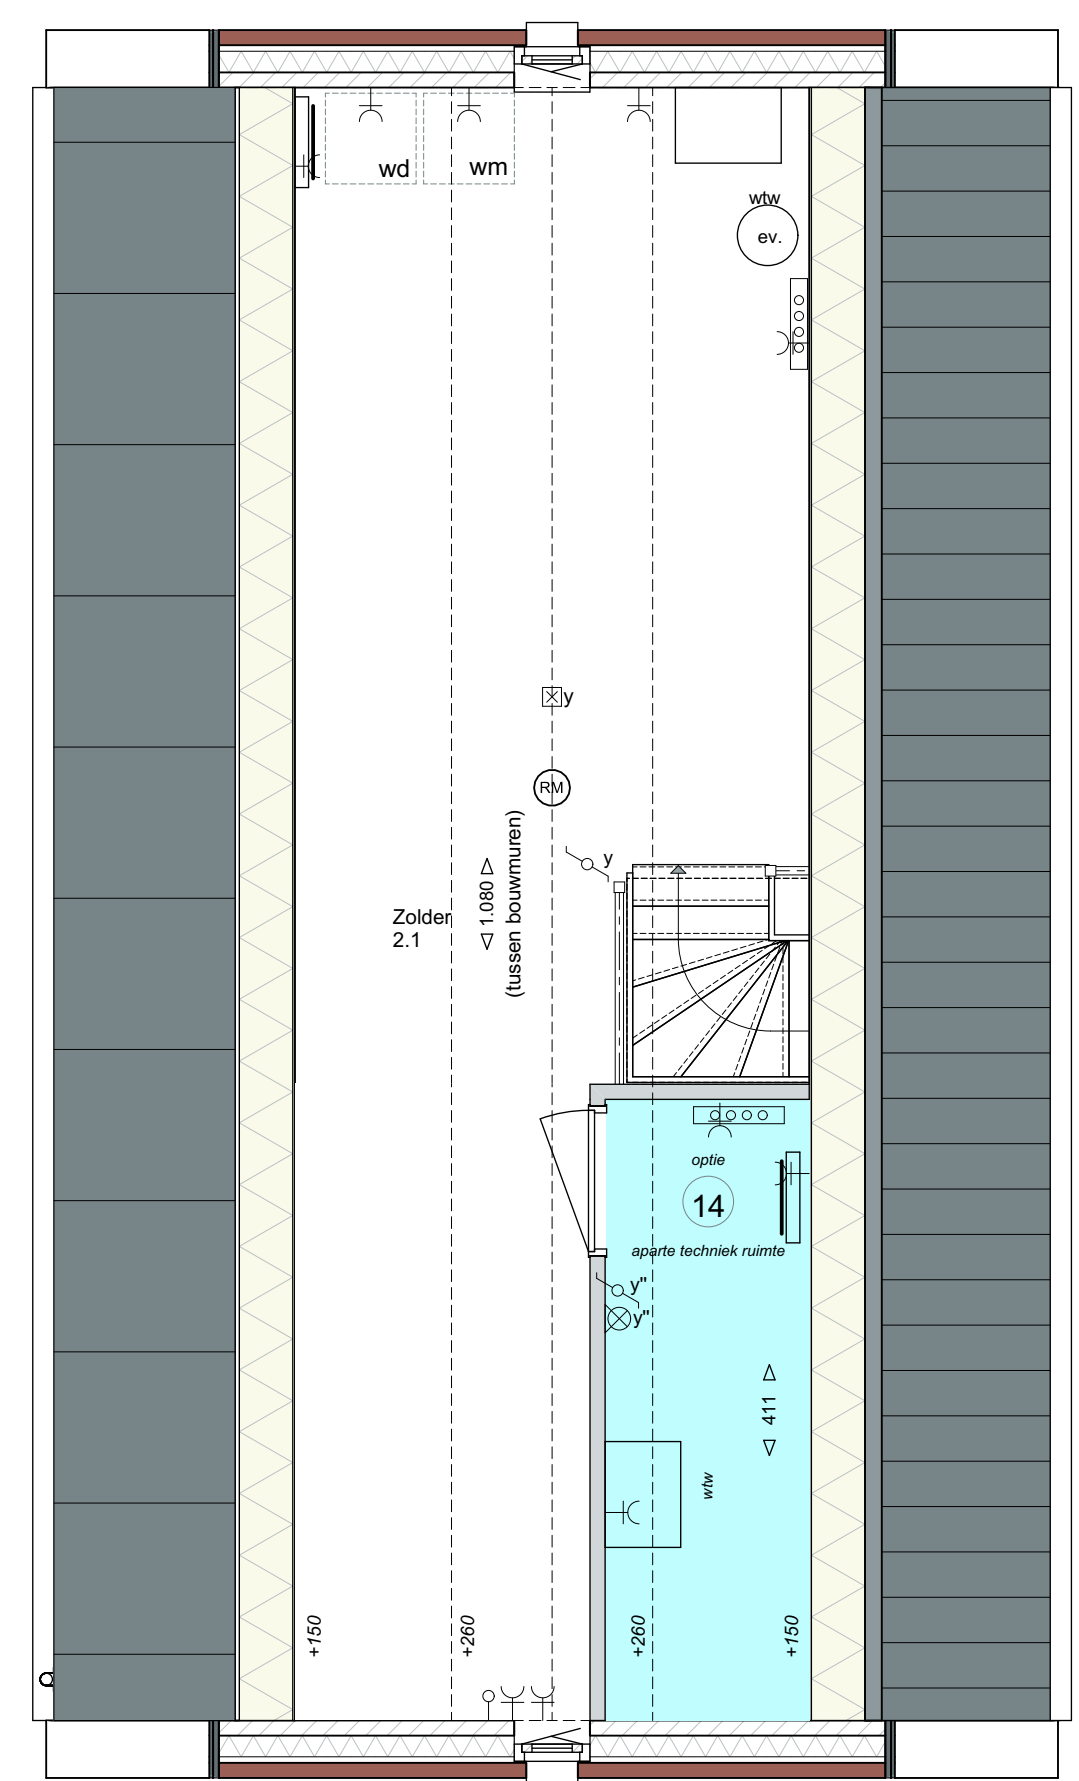 wd
wm
wtw
ev.
y
RM
y
Zolder
2.1
1.080
(tussen bouwmuren)
optie
14
aparte techniek ruimte
y"
y"
411
wtw
+150
+260
+260
+150